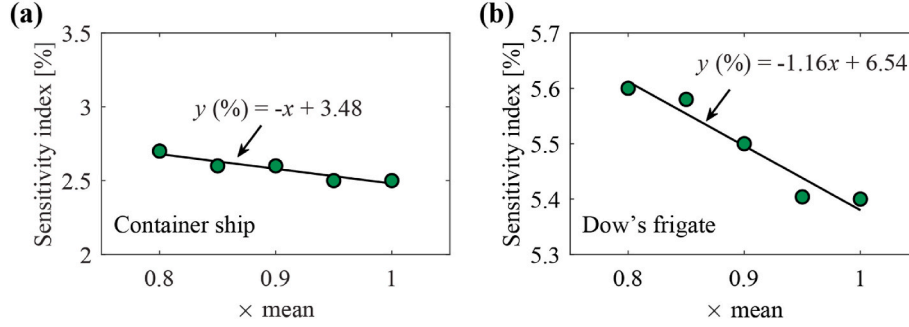 (a)
Sensitivity index [%]
3.5
3
2.5
2
y (%) = -x + 3.48
Container ship
0.8
0.9
1
× mean
(b)
Sensitivity index [%]
5.7
5.6
5.5
5.4
5.3
y (%) = -1.16x + 6.54
Dow's frigate
0.8
0.9
1
× mean